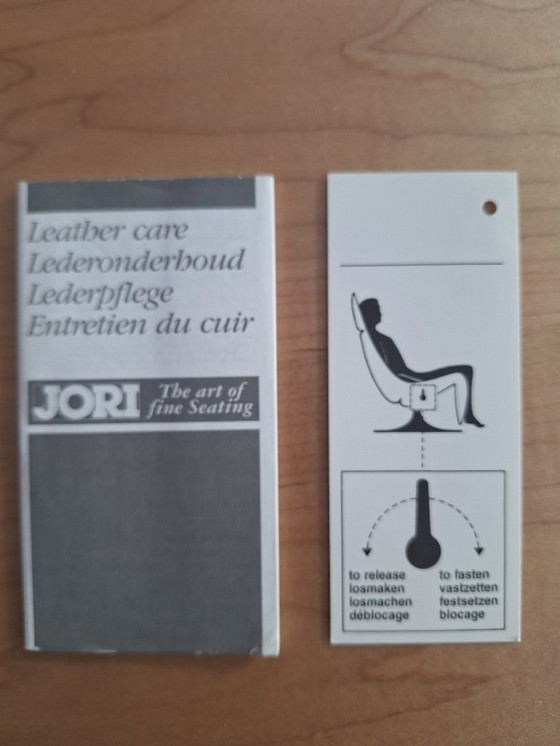 Leather care
Lederonderhoud
Lederpflege
Entretien du cuir
JORI The art of
fine Seating
to release
losmaken
losmachen
déblocage
to fasten
vastzetten
festsetzen
blocage